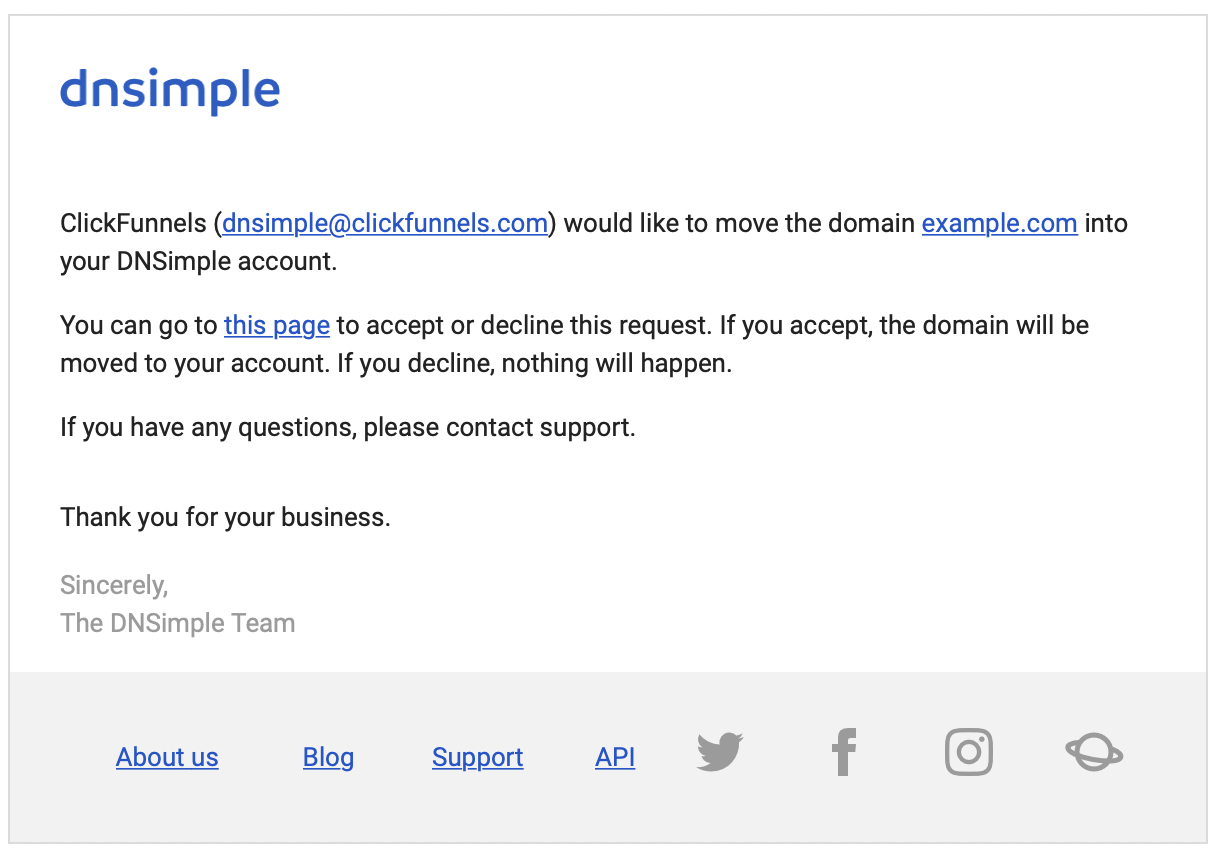 dnsimple
ClickFunnels (dnsimple@clickfunnels.com) would like to move the domain example.com into
your DNSimple account.
You can go to this page to accept or decline this request. If you accept, the domain will be
moved to your account. If you decline, nothing will happen.
If you have any questions, please contact support.
Thank you for your business.
Sincerely,
The DNSimple Team
About us Blog Support API